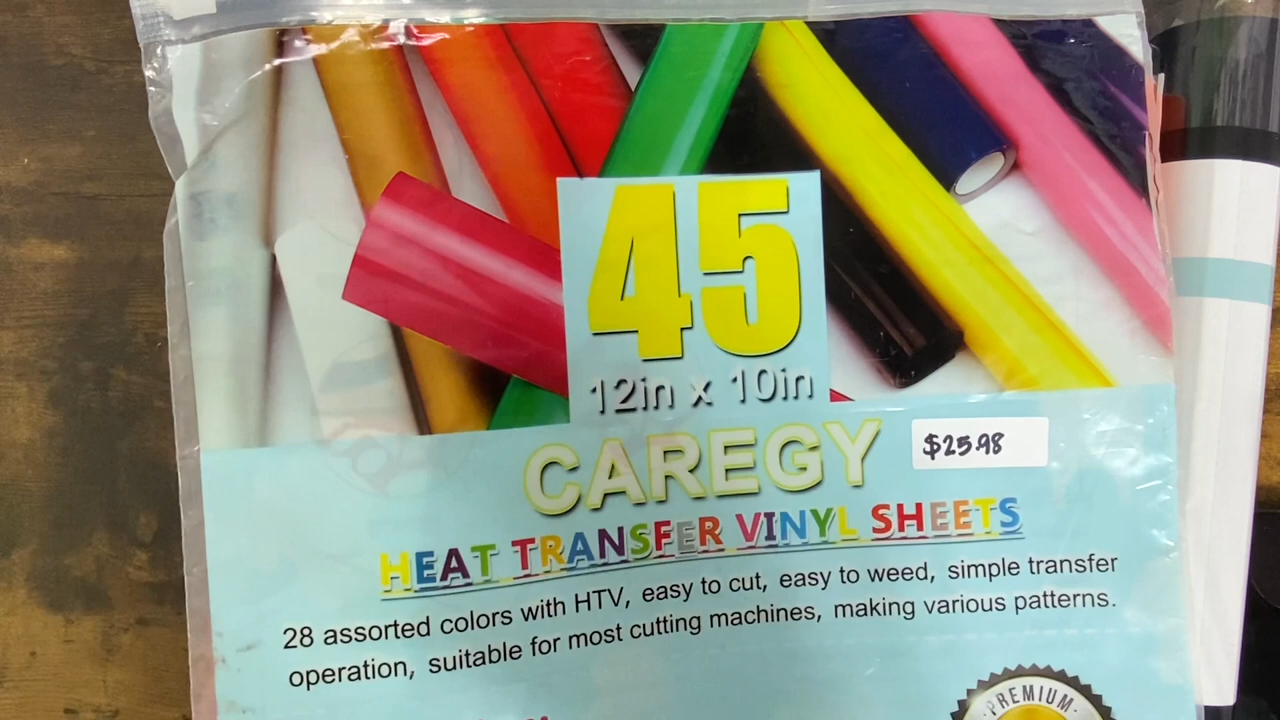 45
12in x 10in
CAREGY
$25.98
HEAT TRANSFER VINYL SHEETS
28 assorted colors with HTV, easy to cut, easy to weed, simple transfer
operation, suitable for most cutting machines, making various patterns.
PREMIUM